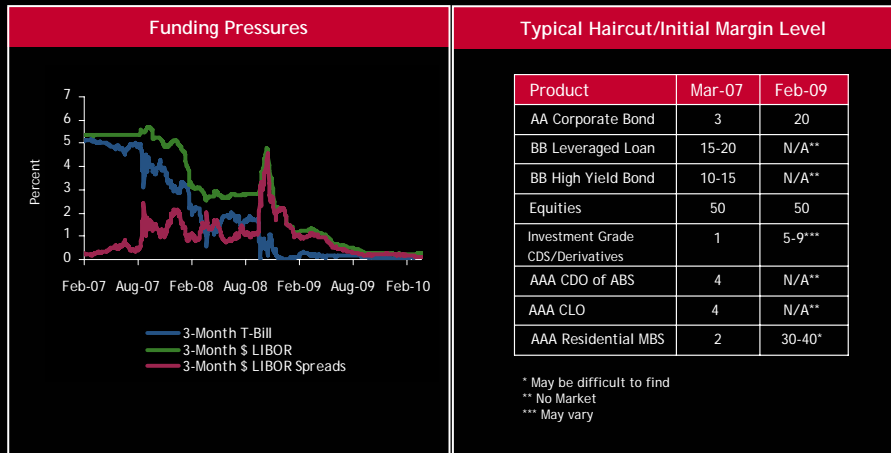 Funding Pressures
Percent
7
6
5
4
3
2
1
0
Feb-07 Aug-07 Feb-08 Aug-08 Feb-09 Aug-09 Feb-10
3-Month T-Bill
3-Month $ LIBOR
3-Month $ LIBOR Spreads
Typical Haircut/Initial Margin Level
Product Mar-07 Feb-09
AA Corporate Bond 3 20
BB Leveraged Loan 15-20 N/A**
BB High Yield Bond 10-15 N/A**
Equities 50 50
Investment Grade
CDS/Derivatives 1 5-9***
AAA CDO of ABS 4 N/A**
AAA CLO 4 N/A**
AAA Residential MBS 2 30-40*
* May be difficult to find
** No Market
*** May vary